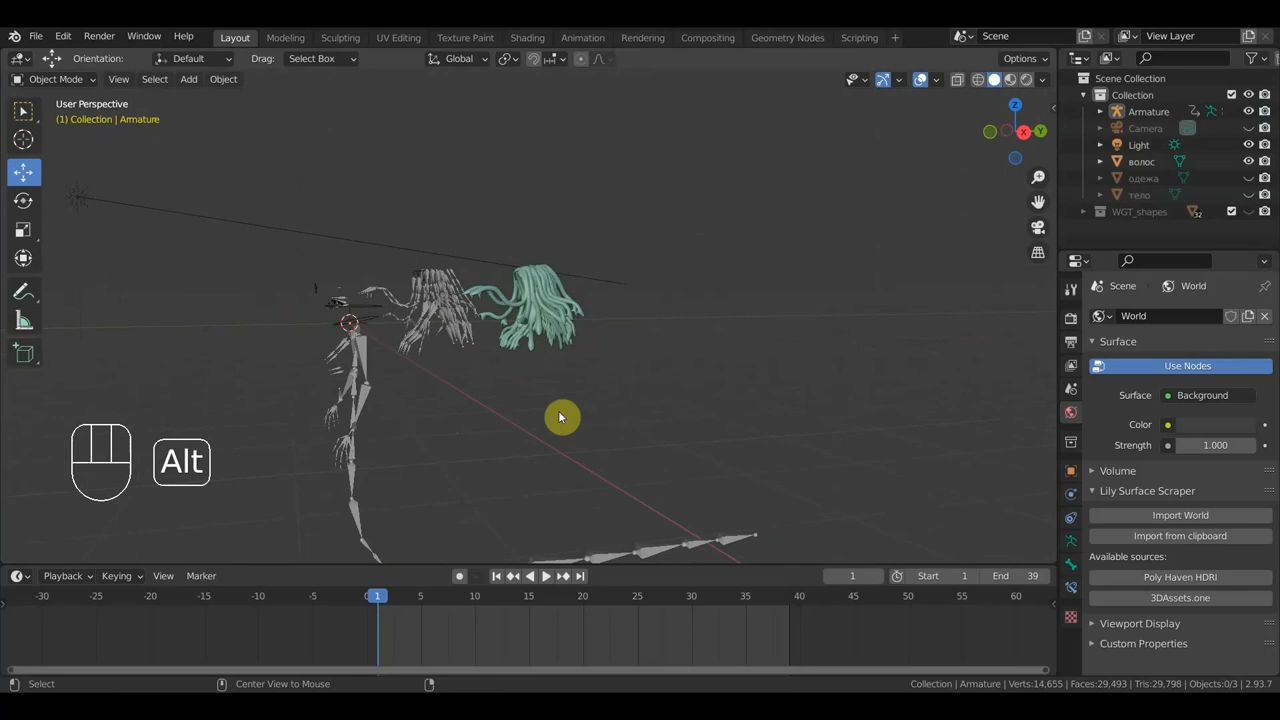 File Edit Render Window Help Layout Modeling Sculpting UV Editing Texture Paint Shading Animation Rendering Compositing Geometry Nodes Scripting + Scene View Layer
Orientation: Default Drag: Select Box Global Options
Object Mode View Select Add Object
User Perspective
(1) Collection | Armature
Z
X
Y
Alt
Scene Collection
Collection
Armature
Camera
Light
волос
одежа
тело
WGT_shapes 32
Scene World
World
Surface
Use Nodes
Surface Background
Color
Strength 1.000
Volume
Lily Surface Scraper
Import World
Import from clipboard
Available sources:
Poly Haven HDRI
3DAssets.one
Viewport Display
Custom Properties
Playback Keying View Marker 1 Start 1 End 39
-30 -25 -20 -15 -10 -5 0 1 5 10 15 20 25 30 35 40 45 50 55 60
Select Center View to Mouse Collection | Armature | Verts:14,655 | Faces:29,493 | Tris:29,798 | Objects:0/3 | 2.93.7